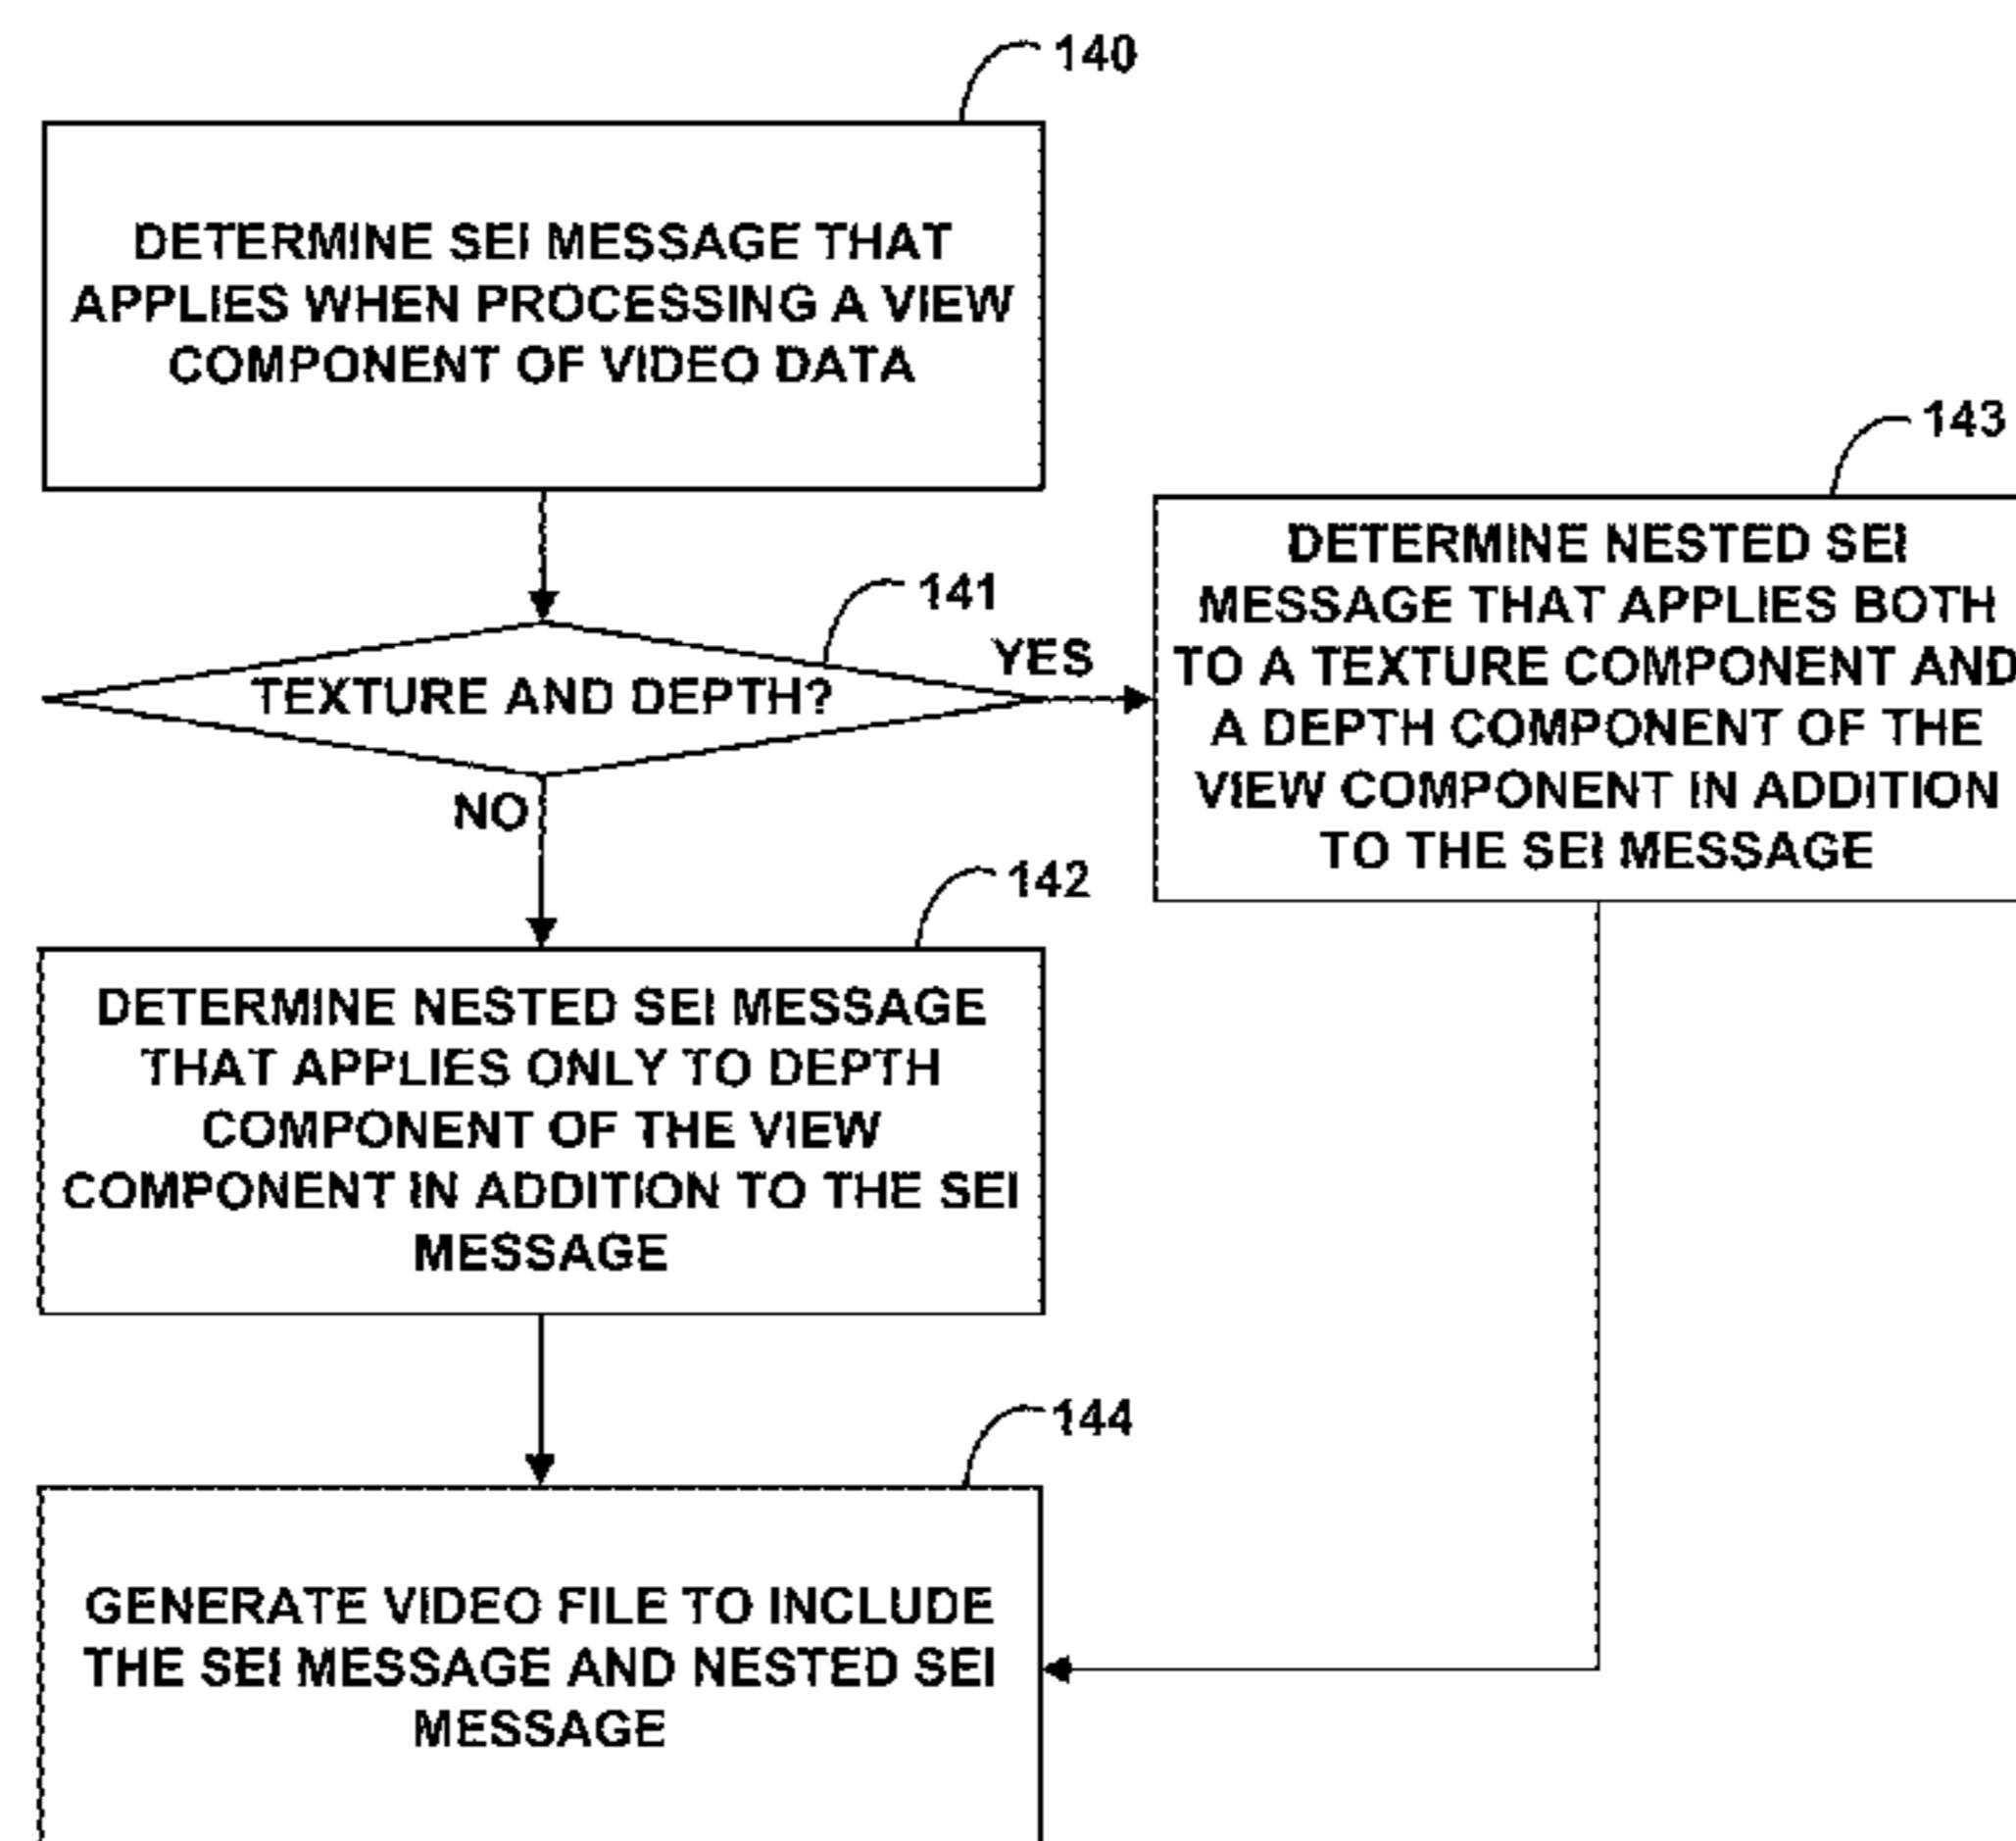 140
DETERMINE SEI MESSAGE THAT
APPLIES WHEN PROCESSING A VIEW
COMPONENT OF VIDEO DATA
141
TEXTURE AND DEPTH?
YES
NO
143
DETERMINE NESTED SEI
MESSAGE THAT APPLIES BOTH
TO A TEXTURE COMPONENT AND
A DEPTH COMPONENT OF THE
VIEW COMPONENT IN ADDITION
TO THE SEI MESSAGE
142
DETERMINE NESTED SEI MESSAGE
THAT APPLIES ONLY TO DEPTH
COMPONENT OF THE VIEW
COMPONENT IN ADDITION TO THE SEI
MESSAGE
144
GENERATE VIDEO FILE TO INCLUDE
THE SEI MESSAGE AND NESTED SEI
MESSAGE